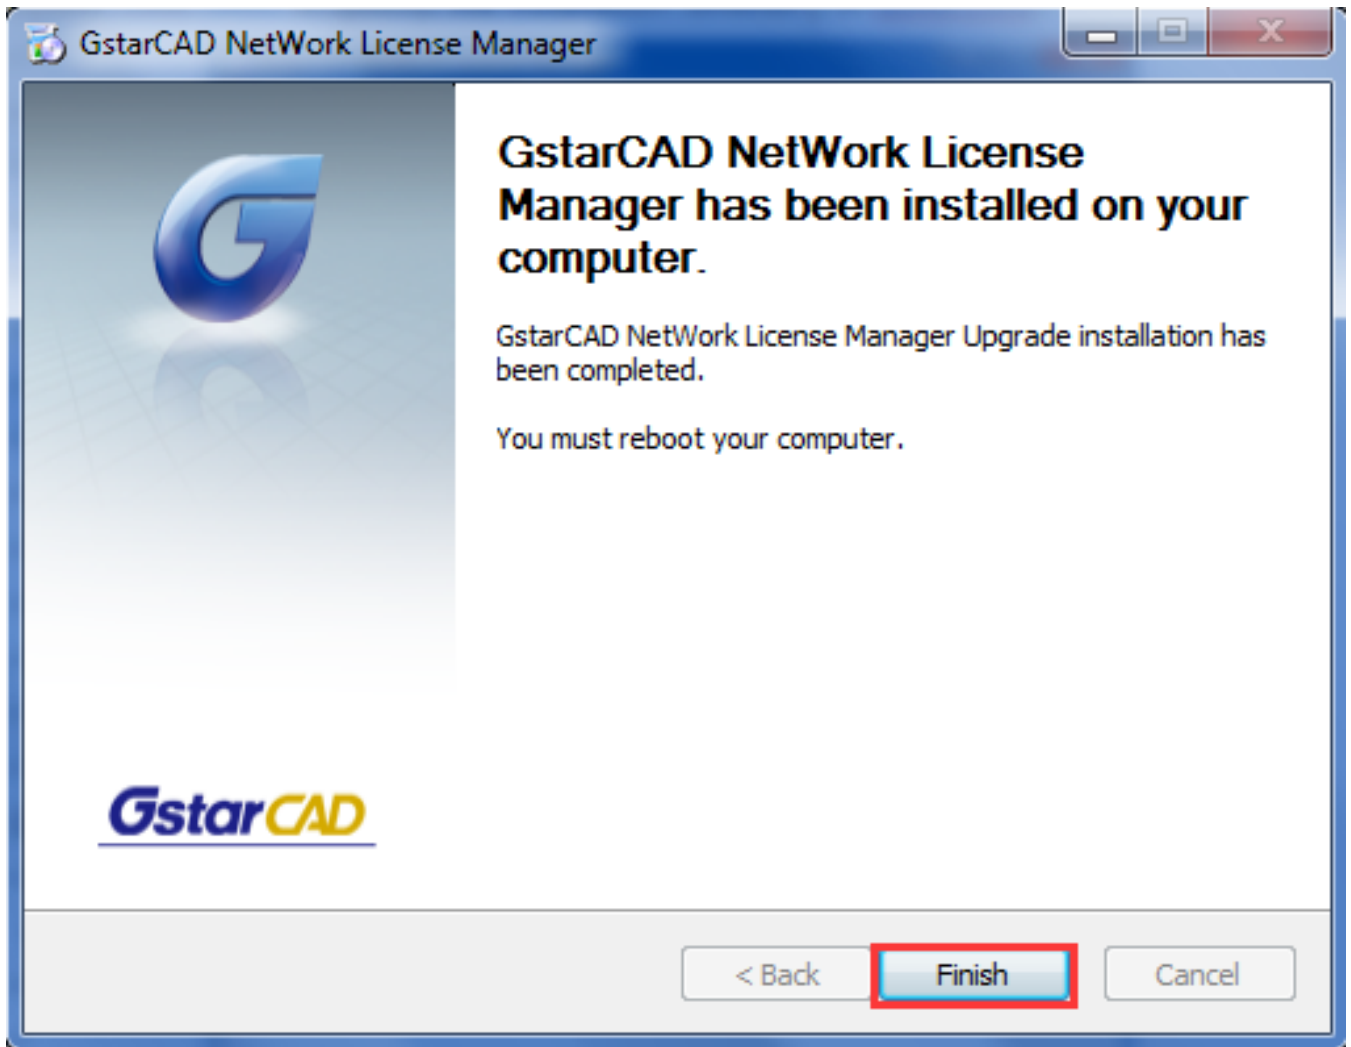 GstarCAD NetWork License Manager
GstarCAD NetWork License
Manager has been installed on your
computer.
GstarCAD NetWork License Manager Upgrade installation has
been completed.
You must reboot your computer.
GstarCAD
< Back
Finish
Cancel